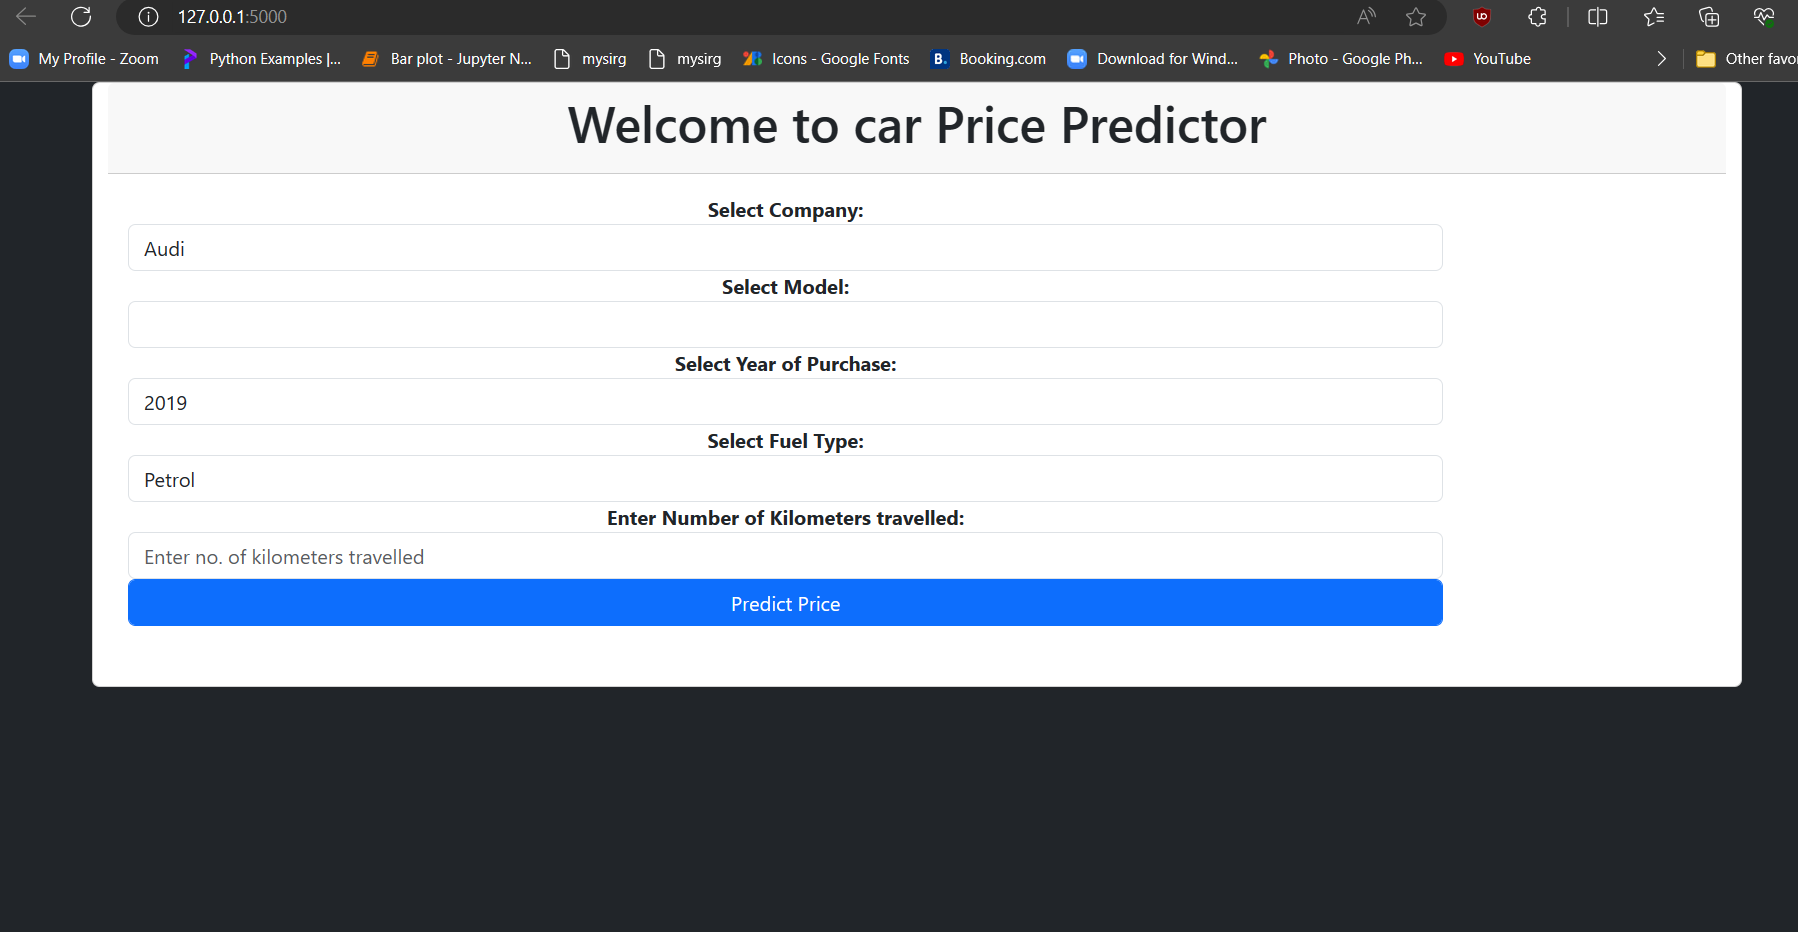 127.0.0.1:5000
My Profile - Zoom Python Examples |... Bar plot - Jupyter N... mysirg mysirg Icons - Google Fonts B. Booking.com Download for Wind... Photo - Google Ph... YouTube Other favo
Welcome to car Price Predictor
Select Company:
Audi
Select Model:
Select Year of Purchase:
2019
Select Fuel Type:
Petrol
Enter Number of Kilometers travelled:
Enter no. of kilometers travelled
Predict Price